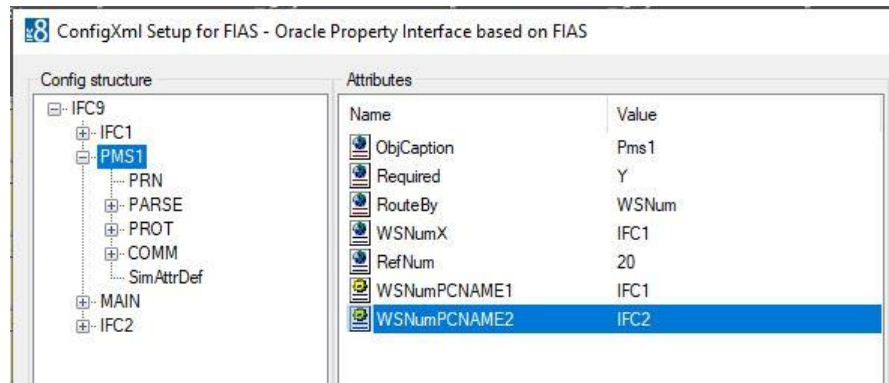 ConfigXml Setup for FIAS - Oracle Property Interface based on FIAS
Config structure
IFC9
IFC1
PMS1
PRN
PARSE
PROT
COMM
SimAttrDef
MAIN
IFC2
Attributes
Name Value
ObjCaption Pms1
Required Y
RouteBy WSNum
WSNumX IFC1
RefNum 20
WSNumPCNAME1 IFC1
WSNumPCNAME2 IFC2